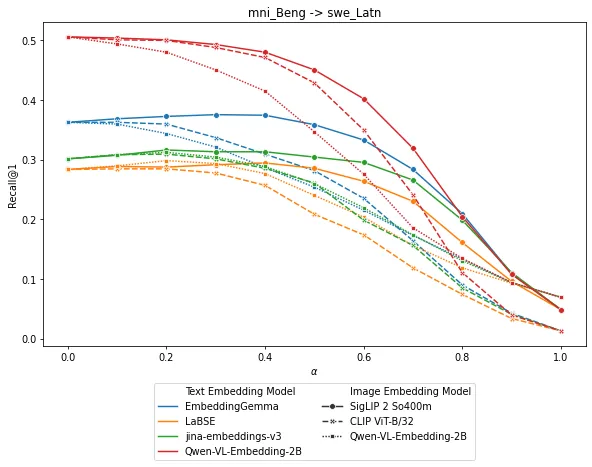 mni_Beng -> swe_Latn
Recall@1
0.5
0.4
0.3
0.2
0.1
0.0
0.0 0.2 0.4 0.6 0.8 1.0
α
Text Embedding Model
EmbeddingGemma
LaBSE
jina-embeddings-v3
Qwen-VL-Embedding-2B
Image Embedding Model
SigLIP 2 So400m
CLIP ViT-B/32
Qwen-VL-Embedding-2B